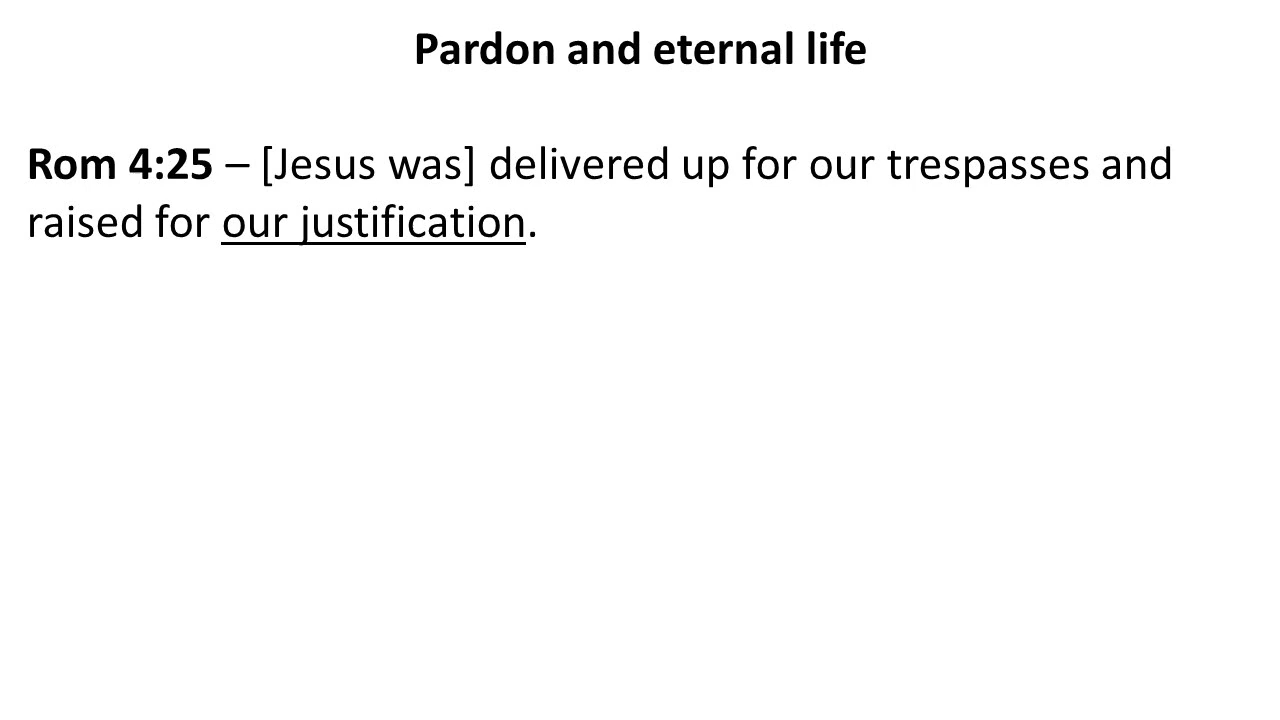 Pardon and eternal life
Rom 4:25 – [Jesus was] delivered up for our trespasses and
raised for our justification.